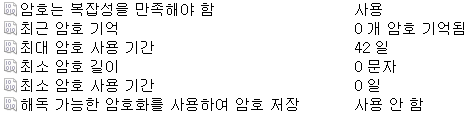 암호는 복잡성을 만족해야 함 사용
최근 암호 기억 0 개 암호 기억됨
최대 암호 사용 기간 42 일
최소 암호 길이 0 문자
최소 암호 사용 기간 0 일
해독 가능한 암호화를 사용하여 암호 저장 사용 안 함